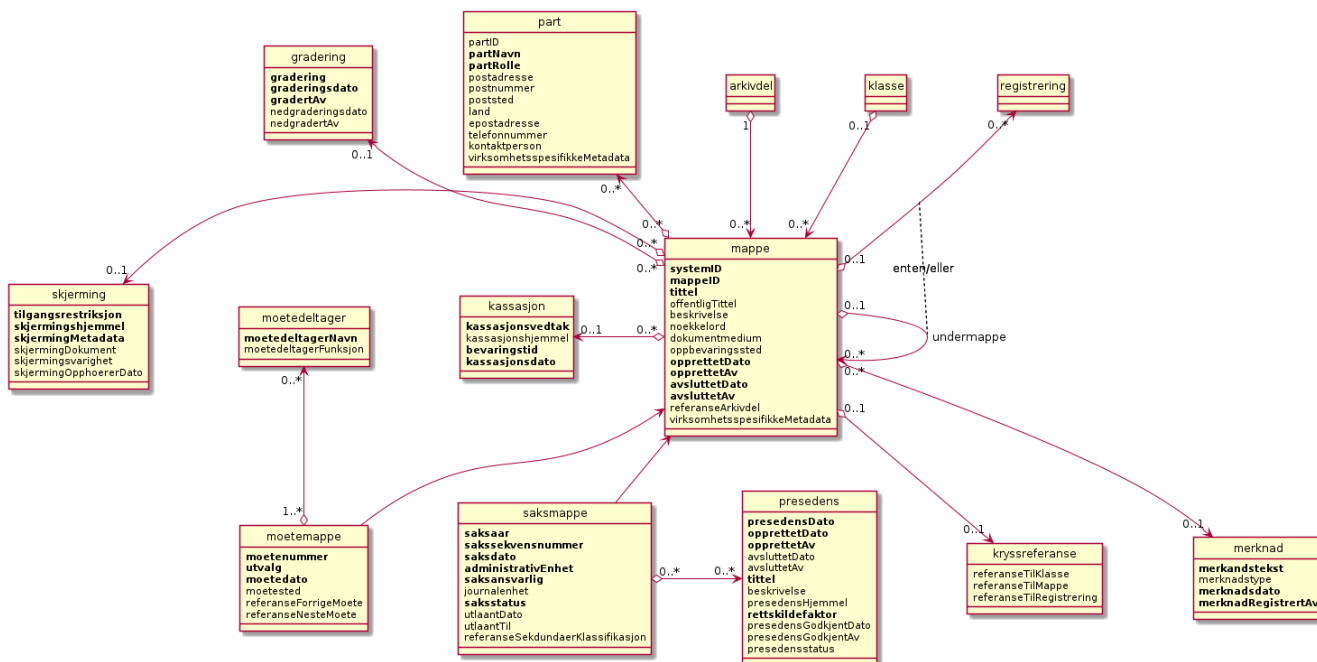 part
partID
partNavn
partRolle
postadresse
postnummer
poststed
land
epostadresse
telefonnummer
kontaktperson
virksomhetsspesifikkeMetadata
gradering
gradering
graderingsdato
gradertAv
nedgraderingsdato
nedgradertAv
arkivdel
klasse
registrering
0..1
0..*
1
0..1
0..*
0..*
0..*
0..*
0..*
0..*
0..1
skjerming
tilgangsrestriksjon
skjermingshjemmel
skjermingMetadata
skjermingDokument
skjermingsvarighet
skjermingOpphoererDato
0..1
mappe
systemID
mappeID
tittel
offentligTittel
beskrivelse
noekkelord
dokumentmedium
oppbevaringssted
opprettetDato
opprettetAv
avsluttetDato
avsluttetAv
referanseArkivdel
virksomhetsspesifikkeMetadata
enten/eller
0..1
undermappe
0..*
0..*
0..1
kassasjon
kassasjonsvedtak
kassasjonshjemmel
bevaringstid
kassasjonsdato
0..1
0..*
moetedeltager
moetedeltagerNavn
moetedeltagerFunksjon
0..*
1..*
moetemappe
moetenummer
utvalg
moetedato
moetested
referanseForrigeMoete
referanseNesteMoete
saksmappe
saksaar
sakssekvensnummer
saksdato
administrativEnhet
saksansvarlig
journalenhet
saksstatus
utlaantDato
utlaantTil
referanseSekdundaerKlassifikasjon
0..*
0..*
presedens
presedensDato
opprettetDato
opprettetAv
avsluttetDato
avsluttetAv
tittel
beskrivelse
presedensHjemmel
rettskildefaktor
presedensGodkjentDato
presedensGodkjentAv
presedensstatus
0..1
kryssreferanse
referanseTilKlasse
referanseTilMappe
referanseTilRegistrering
0..1
merknad
merkandstekst
merknadstype
merknadsdato
merknadRegistrertAv